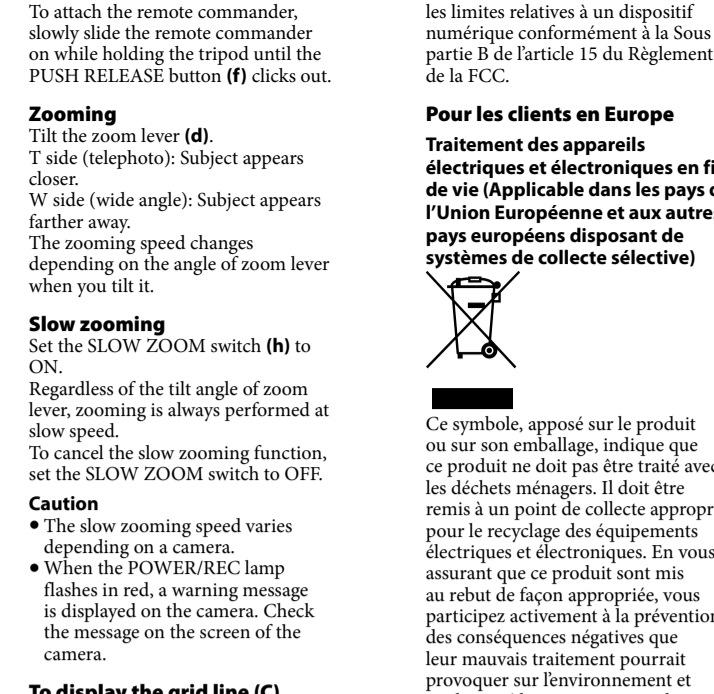 To attach the remote commander,
slowly slide the remote commander
on while holding the tripod until the
PUSH RELEASE button (f) clicks out.
Zooming
Tilt the zoom lever (d).
T side (telephoto): Subject appears
closer.
W side (wide angle): Subject appears
farther away.
The zooming speed changes
depending on the angle of zoom lever
when you tilt it.
Slow zooming
Set the SLOW ZOOM switch (h) to
ON.
Regardless of the tilt angle of zoom
lever, zooming is always performed at
slow speed.
To cancel the slow zooming function,
set the SLOW ZOOM switch to OFF.
Caution
• The slow zooming speed varies
depending on a camera.
• When the POWER/REC lamp
flashes in red, a warning message
is displayed on the camera. Check
the message on the screen of the
camera.
To display the grid line (C)
les limites relatives à un dispositif
numérique conformément à la Sous
partie B de l'article 15 du Règlement
de la FCC.
Pour les clients en Europe
Traitement des appareils
électriques et électroniques en fi
de vie (Applicable dans les pays
l'Union Européenne et aux autre
pays européens disposant de
systèmes de collecte sélective)
Ce symbole, apposé sur le produit
ou sur son emballage, indique que
ce produit ne doit pas être traité avec
les déchets ménagers. Il doit être
remis à un point de collecte appropr
pour le recyclage des équipements
électriques et électroniques. En vous
assurant que ce produit sont mis
au rebut de façon appropriée, vous
participez activement à la prévention
des conséquences négatives que
leur mauvais traitement pourrait
provoquer sur l'environnement et